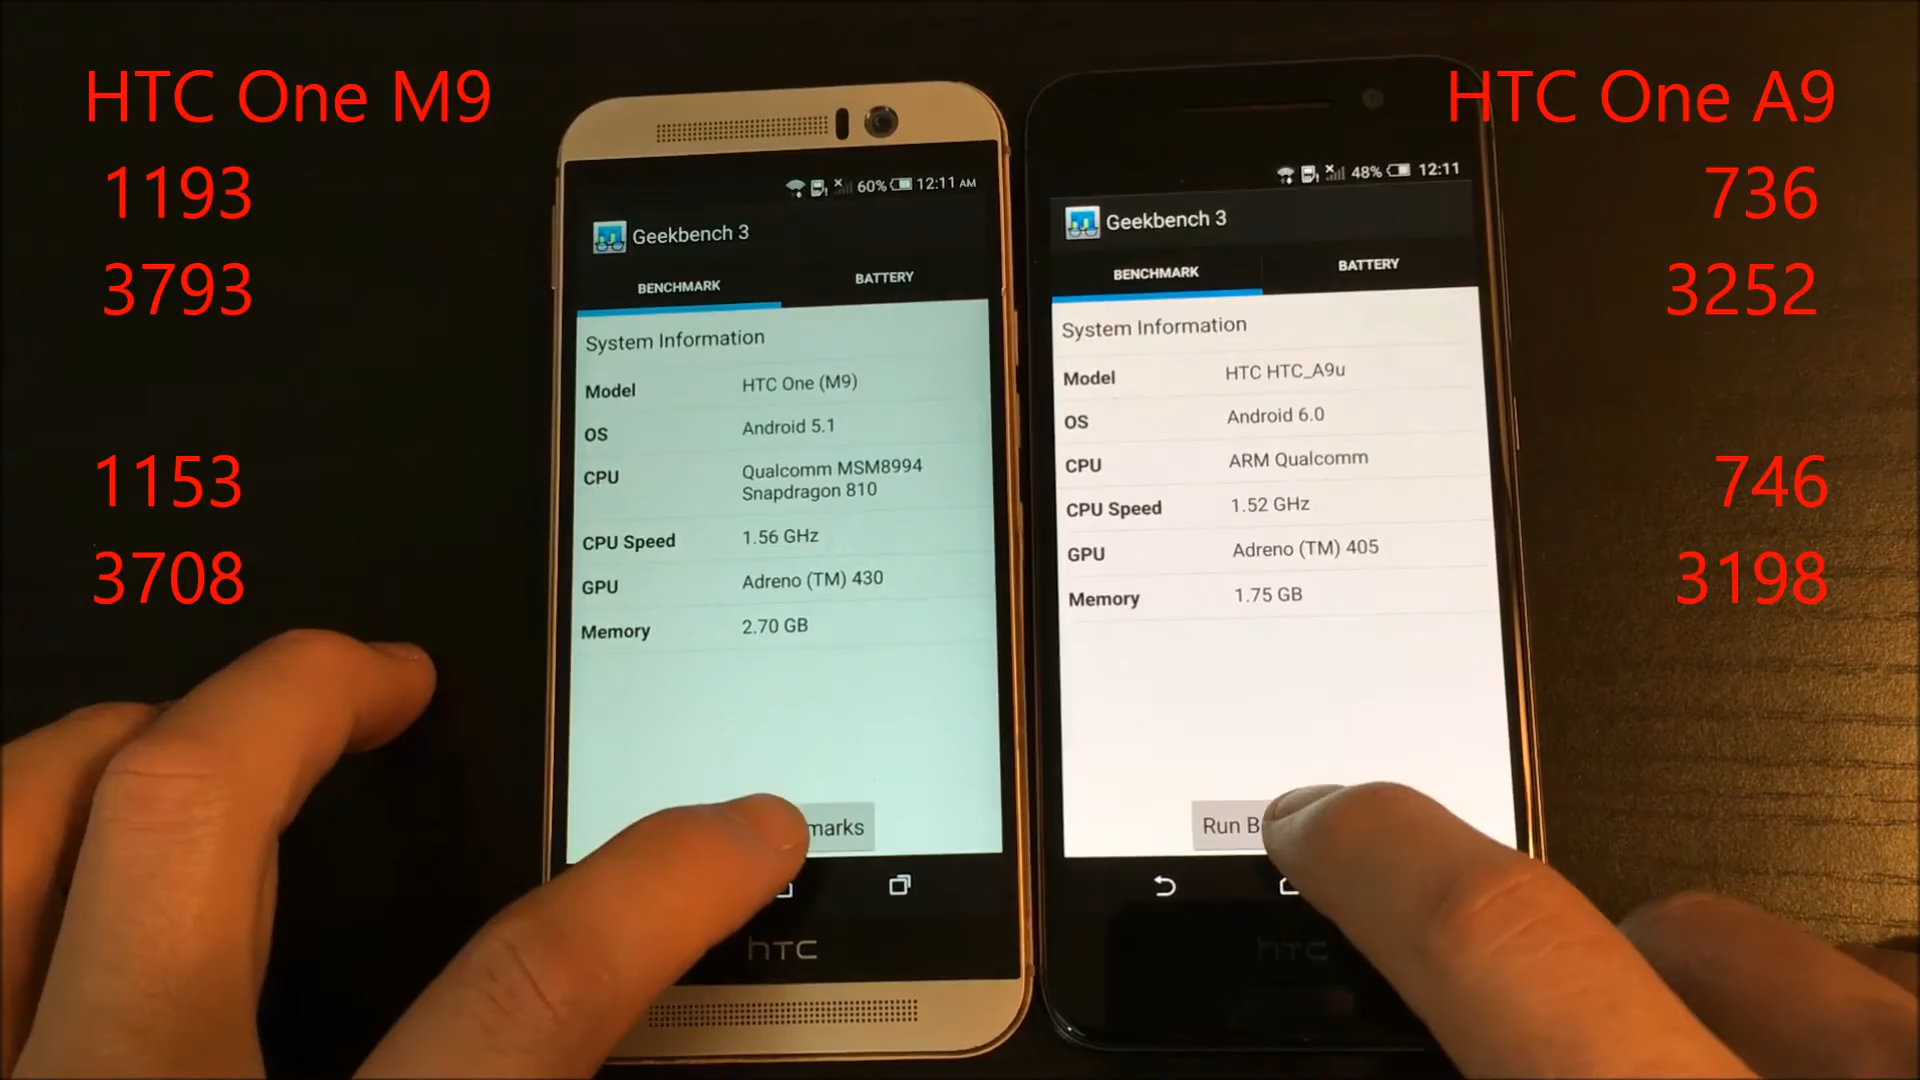 HTC One M9
1193
3793
1153
3708
HTC One A9
736
3252
746
3198
60% 12:11 AM
Geekbench 3
BENCHMARK BATTERY
System Information
Model HTC One (M9)
OS Android 5.1
CPU Qualcomm MSM8994
Snapdragon 810
CPU Speed 1.56 GHz
GPU Adreno (TM) 430
Memory 2.70 GB
marks
hTC
48% 12:11
Geekbench 3
BENCHMARK BATTERY
System Information
Model HTC HTC_A9u
OS Android 6.0
CPU ARM Qualcomm
CPU Speed 1.52 GHz
GPU Adreno (TM) 405
Memory 1.75 GB
Run B
hTC